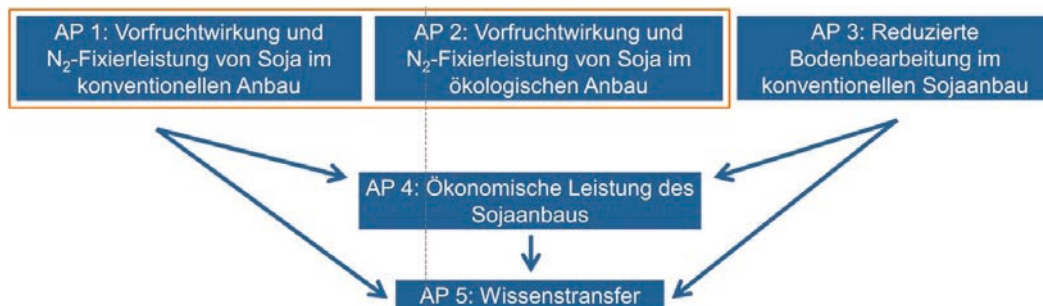 AP 1: Vorfruchtwirkung und
N₂-Fixierleistung von Soja im
konventionellen Anbau
AP 2: Vorfruchtwirkung und
N₂-Fixierleistung von Soja im
ökologischen Anbau
AP 3: Reduzierte
Bodenbearbeitung im
konventionellen Sojaanbau
AP 4: Ökonomische Leistung des
Sojaanbaus
AP 5: Wissenstransfer